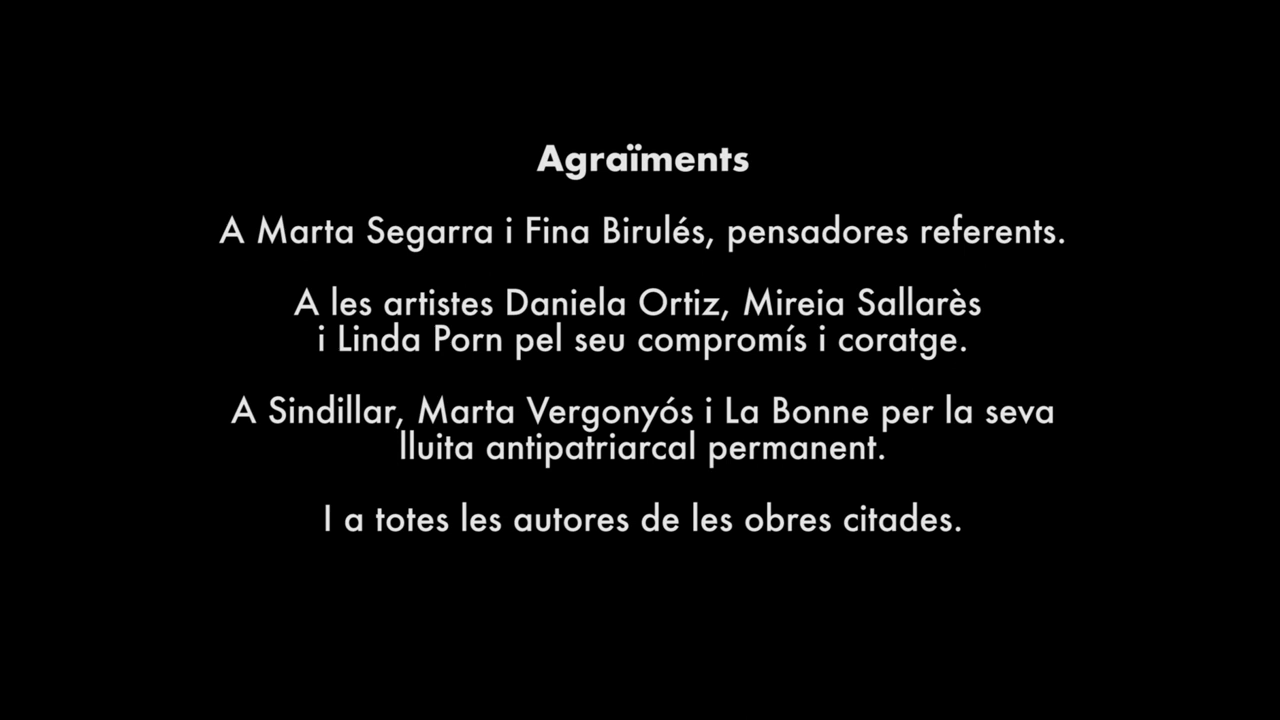 Agraïments
A Marta Segarra i Fina Birulés, pensadores referents.
A les artistes Daniela Ortiz, Mireia Sallarès
i Linda Porn pel seu compromís i coratge.
A Sindillar, Marta Vergonyós i La Bonne per la seva
lluita antipatriarcal permanent.
I a totes les autores de les obres citades.